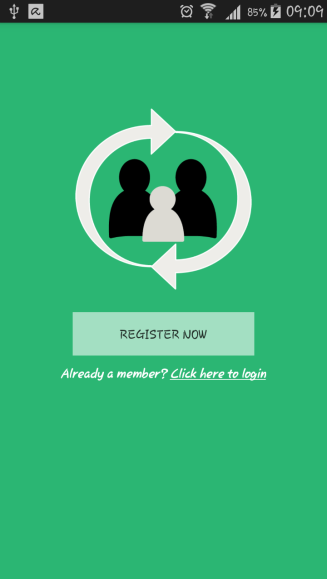 85% 09:09
REGISTER NOW
Already a member? Click here to login